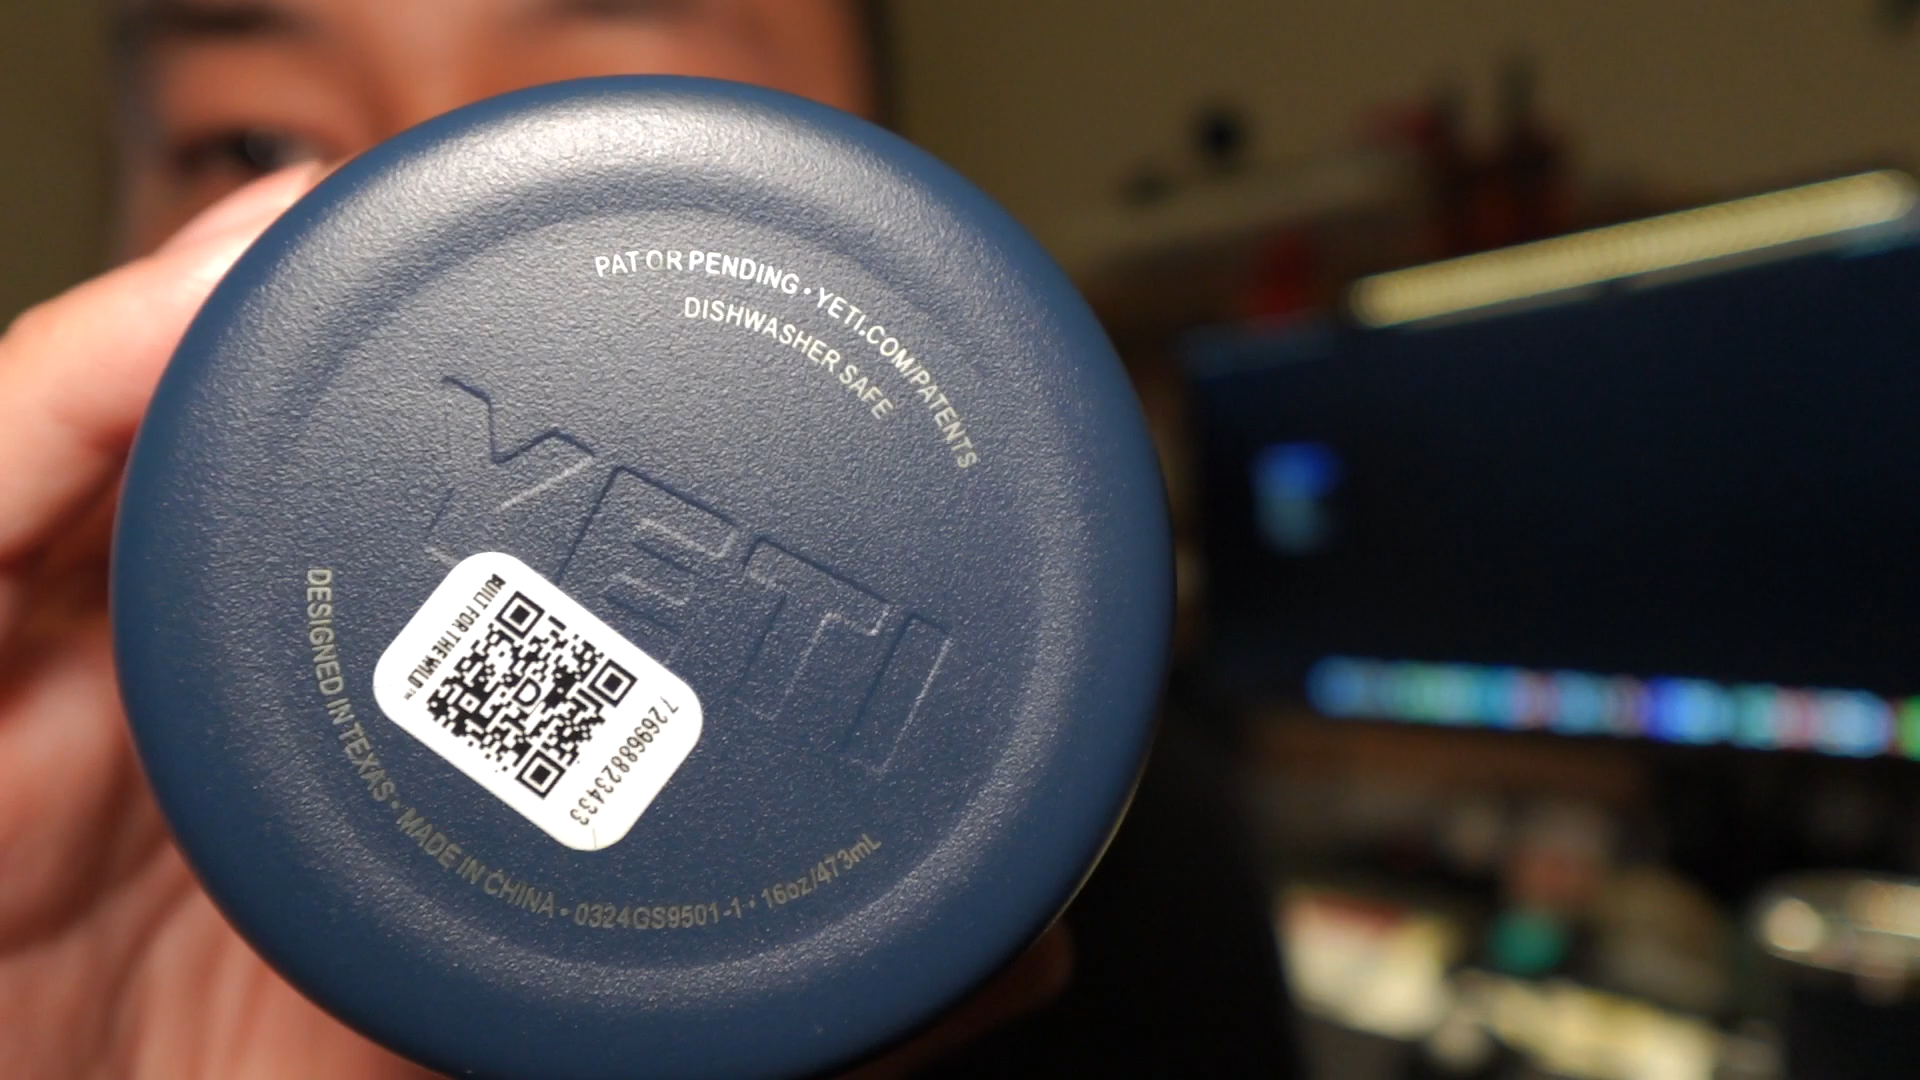 PAT OR PENDING • YETI.COM/PATENTS
DISHWASHER SAFE
YETI
BUILT FOR THE WILD™
726968823433
DESIGNED IN TEXAS • MADE IN CHINA • 0324GS9501-1 • 16oz/473mL